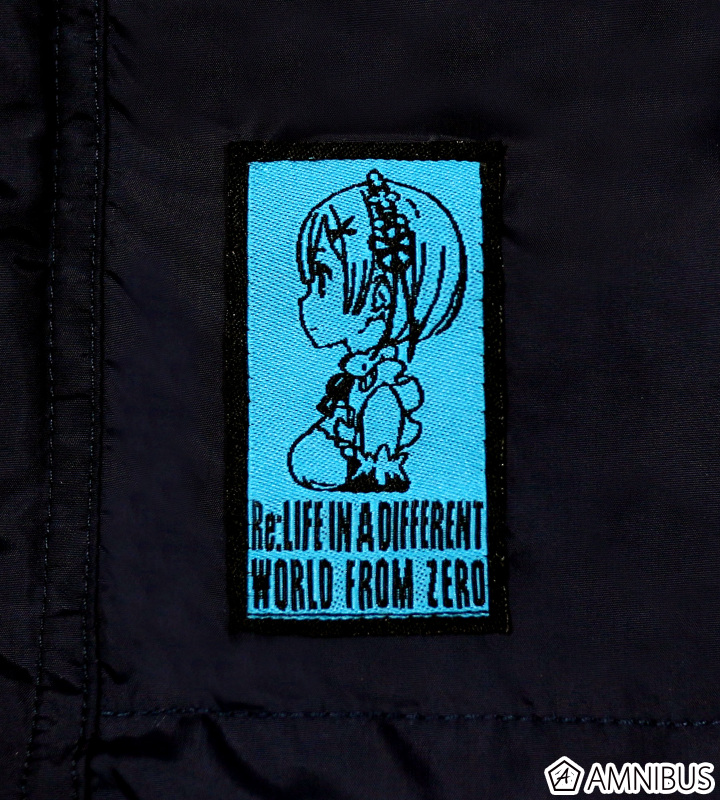 Re:LIFE IN A DIFFERENT
WORLD FROM ZERO
AMNIBUS